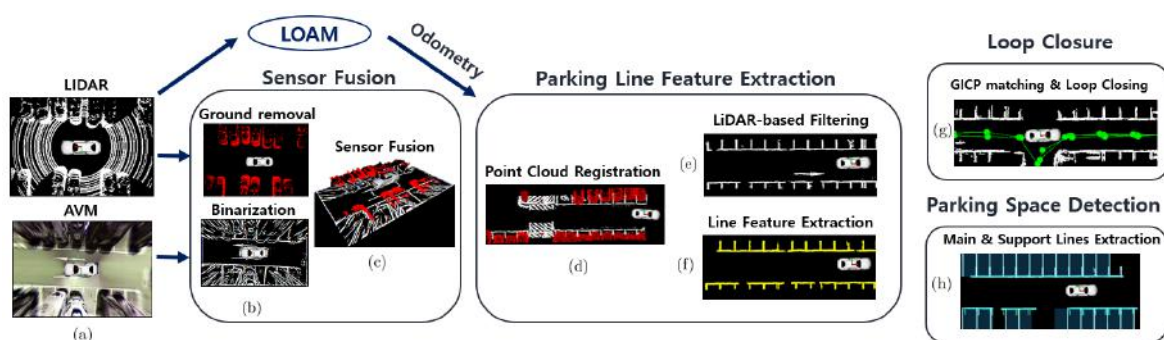 LOAM
Odometry
LIDAR
AVM
(a)
Sensor Fusion
Ground removal
Binarization
(b)
Sensor Fusion
(c)
Parking Line Feature Extraction
Point Cloud Registration
(d)
LiDAR-based Filtering
(e)
Line Feature Extraction
(f)
Loop Closure
GICP matching & Loop Closing
(g)
Parking Space Detection
Main & Support Lines Extraction
(h)